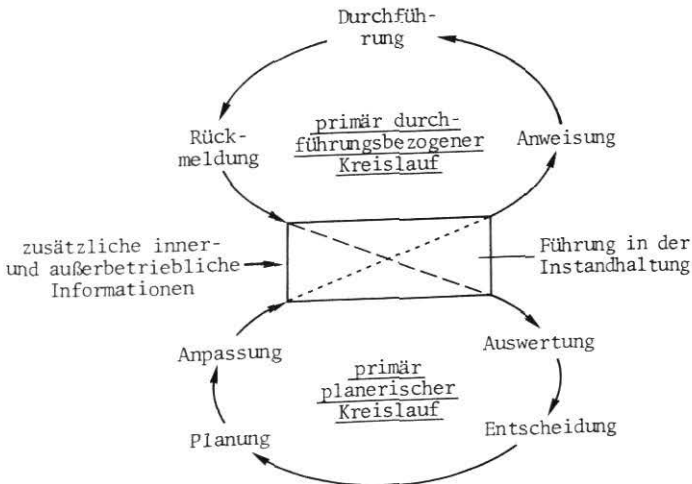 Durchfüh-
rung
primär durch-
führungsbezogener
Kreislauf
Rück-
meldung
Anweisung
zusätzliche inner-
und außerbetriebliche
Informationen
Führung in der
Instandhaltung
Anpassung
Auswertung
primär
planerischer
Kreislauf
Planung
Entscheidung